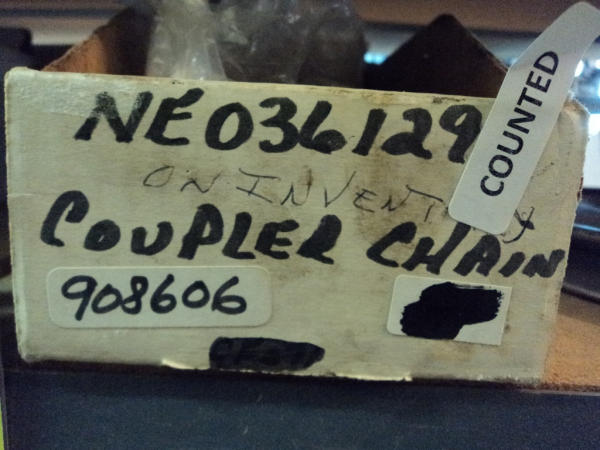 NE036129
COUNTED
ON INVENTORY
COUPLER CHAIN
908606